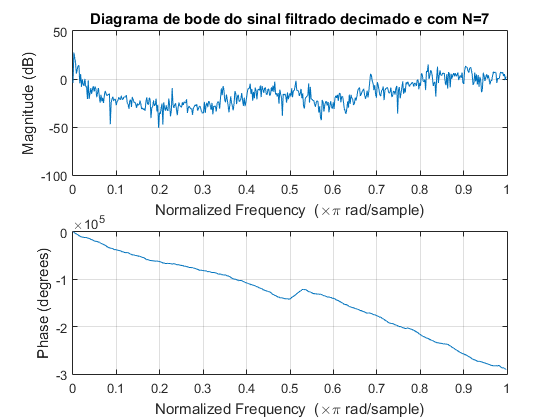 Diagrama de bode do sinal filtrado decimado e com N=7
50
0
-50
-100
Magnitude (dB)
0 0.1 0.2 0.3 0.4 0.5 0.6 0.7 0.8 0.9 1
Normalized Frequency (×π rad/sample)
×10^5
0
-1
-2
-3
Phase (degrees)
0 0.1 0.2 0.3 0.4 0.5 0.6 0.7 0.8 0.9 1
Normalized Frequency (×π rad/sample)